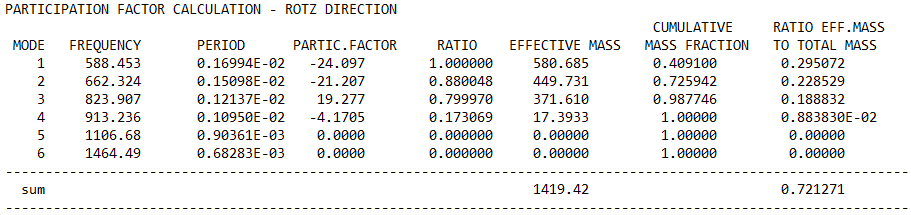 PARTICIPATION FACTOR CALCULATION - ROTZ DIRECTION
CUMULATIVE RATIO EFF.MASS
MODE FREQUENCY PERIOD PARTIC.FACTOR RATIO EFFECTIVE MASS MASS FRACTION TO TOTAL MASS
1 588.453 0.16994E-02 -24.097 1.000000 580.685 0.409100 0.295072
2 662.324 0.15098E-02 -21.207 0.880048 449.731 0.725942 0.228529
3 823.907 0.12137E-02 19.277 0.799970 371.610 0.987746 0.188832
4 913.236 0.10950E-02 -4.1705 0.173069 17.3933 1.00000 0.883830E-02
5 1106.68 0.90361E-03 0.0000 0.000000 0.00000 1.00000 0.00000
6 1464.49 0.68283E-03 0.0000 0.000000 0.00000 1.00000 0.00000
sum 1419.42 0.721271